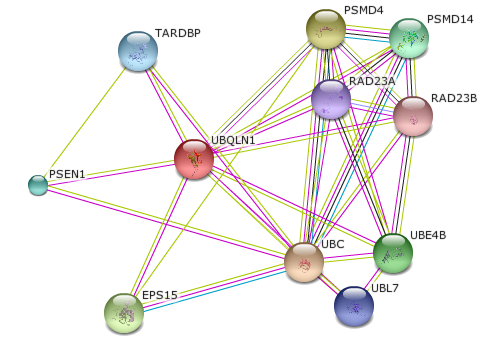 PSMD4
PSMD14
TARDBP
RAD23A
RAD23B
UBQLN1
PSEN1
UBE4B
UBC
EPS15
UBL7